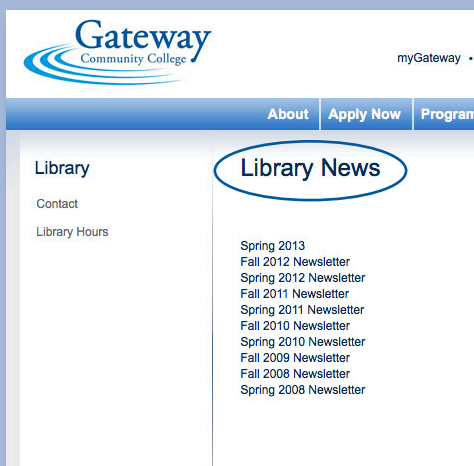 Gateway
Community College
myGateway •
About Apply Now Program
Library
Contact
Library Hours
Library News
Spring 2013
Fall 2012 Newsletter
Spring 2012 Newsletter
Fall 2011 Newsletter
Spring 2011 Newsletter
Fall 2010 Newsletter
Spring 2010 Newsletter
Fall 2009 Newsletter
Fall 2008 Newsletter
Spring 2008 Newsletter